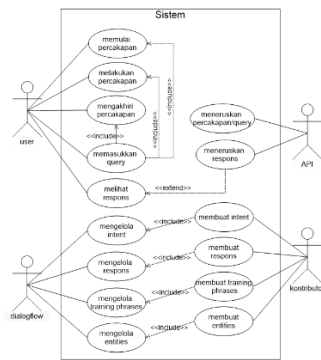 Sistem
memulai
percakapan
melakukan
percakapan
mengakhiri
percakapan
<<include>>
<<include>>
<<include>>
memasukkan
query
melihat
respons
<<extend>>
meneruskan
percakapan/query
meneruskan
respons
user
API
mengelola
intent
<<include>>
membuat intent
mengelola
respons
<<include>>
membuat
respons
mengelola
training phrases
<<include>>
membuat training
phrases
mengelola
entities
<<include>>
membuat
entities
dialogflow
kontributor